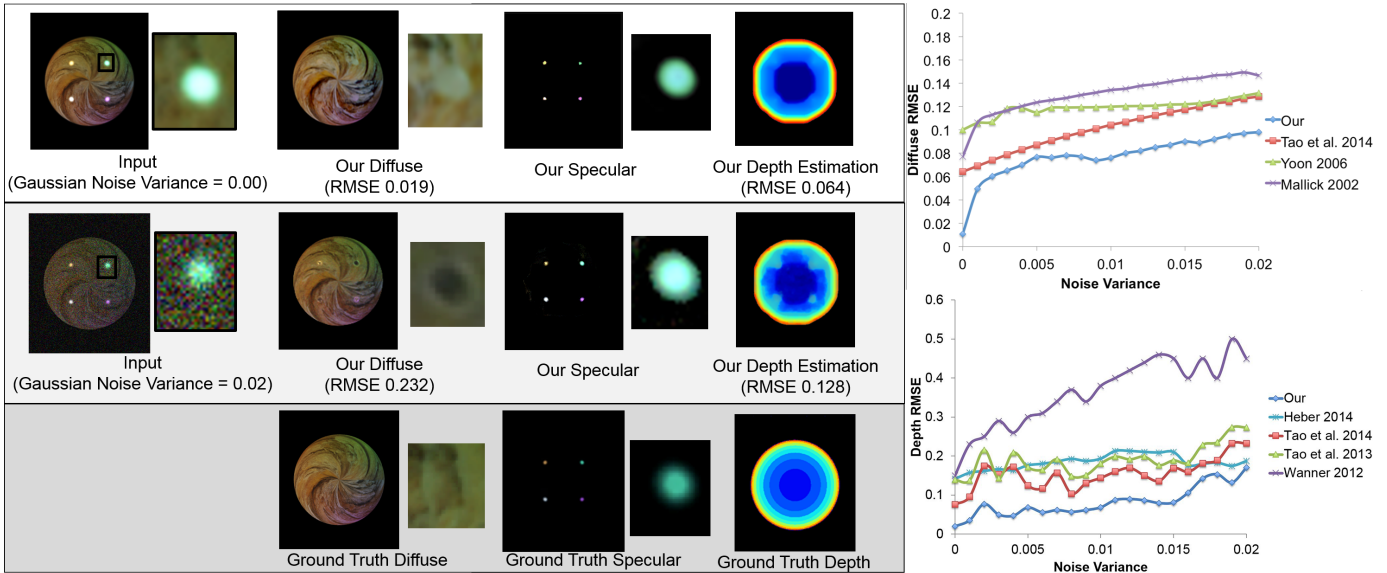 Input
(Gaussian Noise Variance = 0.00)
Our Diffuse
(RMSE 0.019)
Our Specular
Our Depth Estimation
(RMSE 0.064)
Input
(Gaussian Noise Variance = 0.02)
Our Diffuse
(RMSE 0.232)
Our Specular
Our Depth Estimation
(RMSE 0.128)
Ground Truth Diffuse
Ground Truth Specular
Ground Truth Depth
Diffuse RMSE
0.2
0.18
0.16
0.14
0.12
0.1
0.08
0.06
0.04
0.02
0
0 0.005 0.01 0.015 0.02
Noise Variance
Our
Tao et al. 2014
Yoon 2006
Mallick 2002
Depth RMSE
0.6
0.5
0.4
0.3
0.2
0.1
0
0 0.005 0.01 0.015 0.02
Noise Variance
Our
Heber 2014
Tao et al. 2014
Tao et al. 2013
Wanner 2012